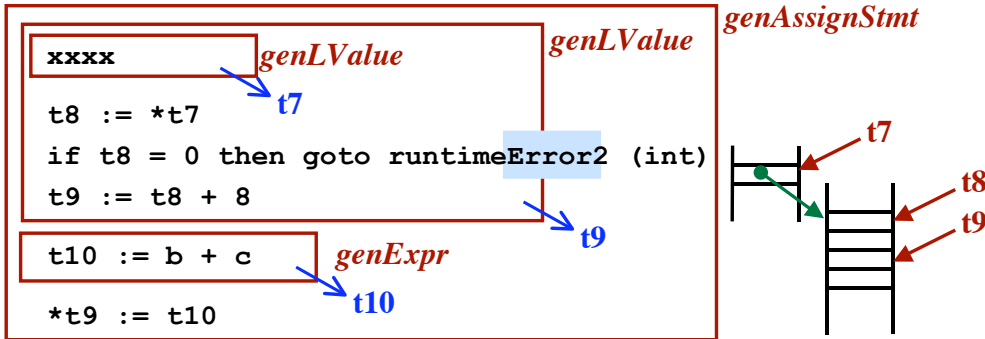 genAssignStmt
genLValue
xxxx
genLValue
t7
t8 := *t7
if t8 = 0 then goto runtimeError2 (int)
t9 := t8 + 8
t9
t10 := b + c
genExpr
t10
*t9 := t10
t7
t8
t9